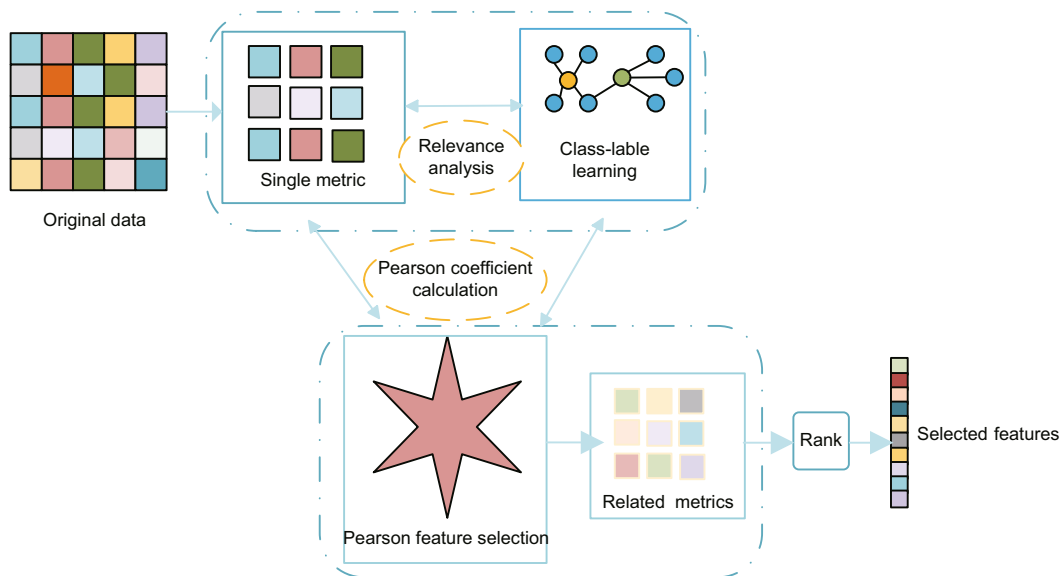 Original data
Single metric
Relevance
analysis
Class-lable
learning
Pearson coefficient
calculation
Pearson feature selection
Related metrics
Rank
Selected features